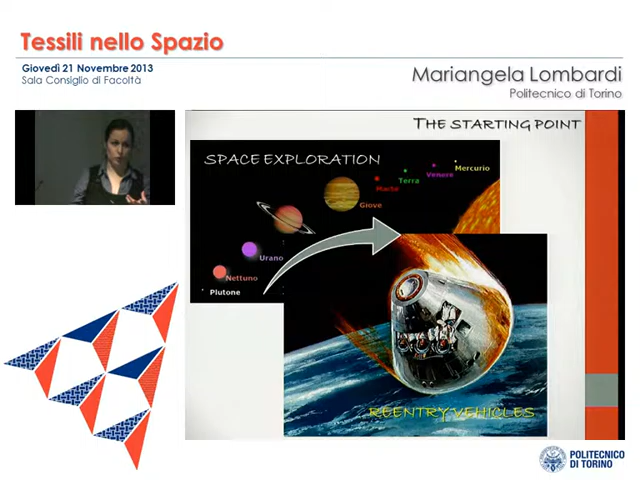 Tessili nello Spazio
Giovedì 21 Novembre 2013
Sala Consiglio di Facoltà
Mariangela Lombardi
Politecnico di Torino
THE STARTING POINT
SPACE EXPLORATION
Mercurio
Venere
Terra
Marte
Giove
Urano
Nettuno
Plutone
REENTRY VEHICLES
POLITECNICO
DI TORINO